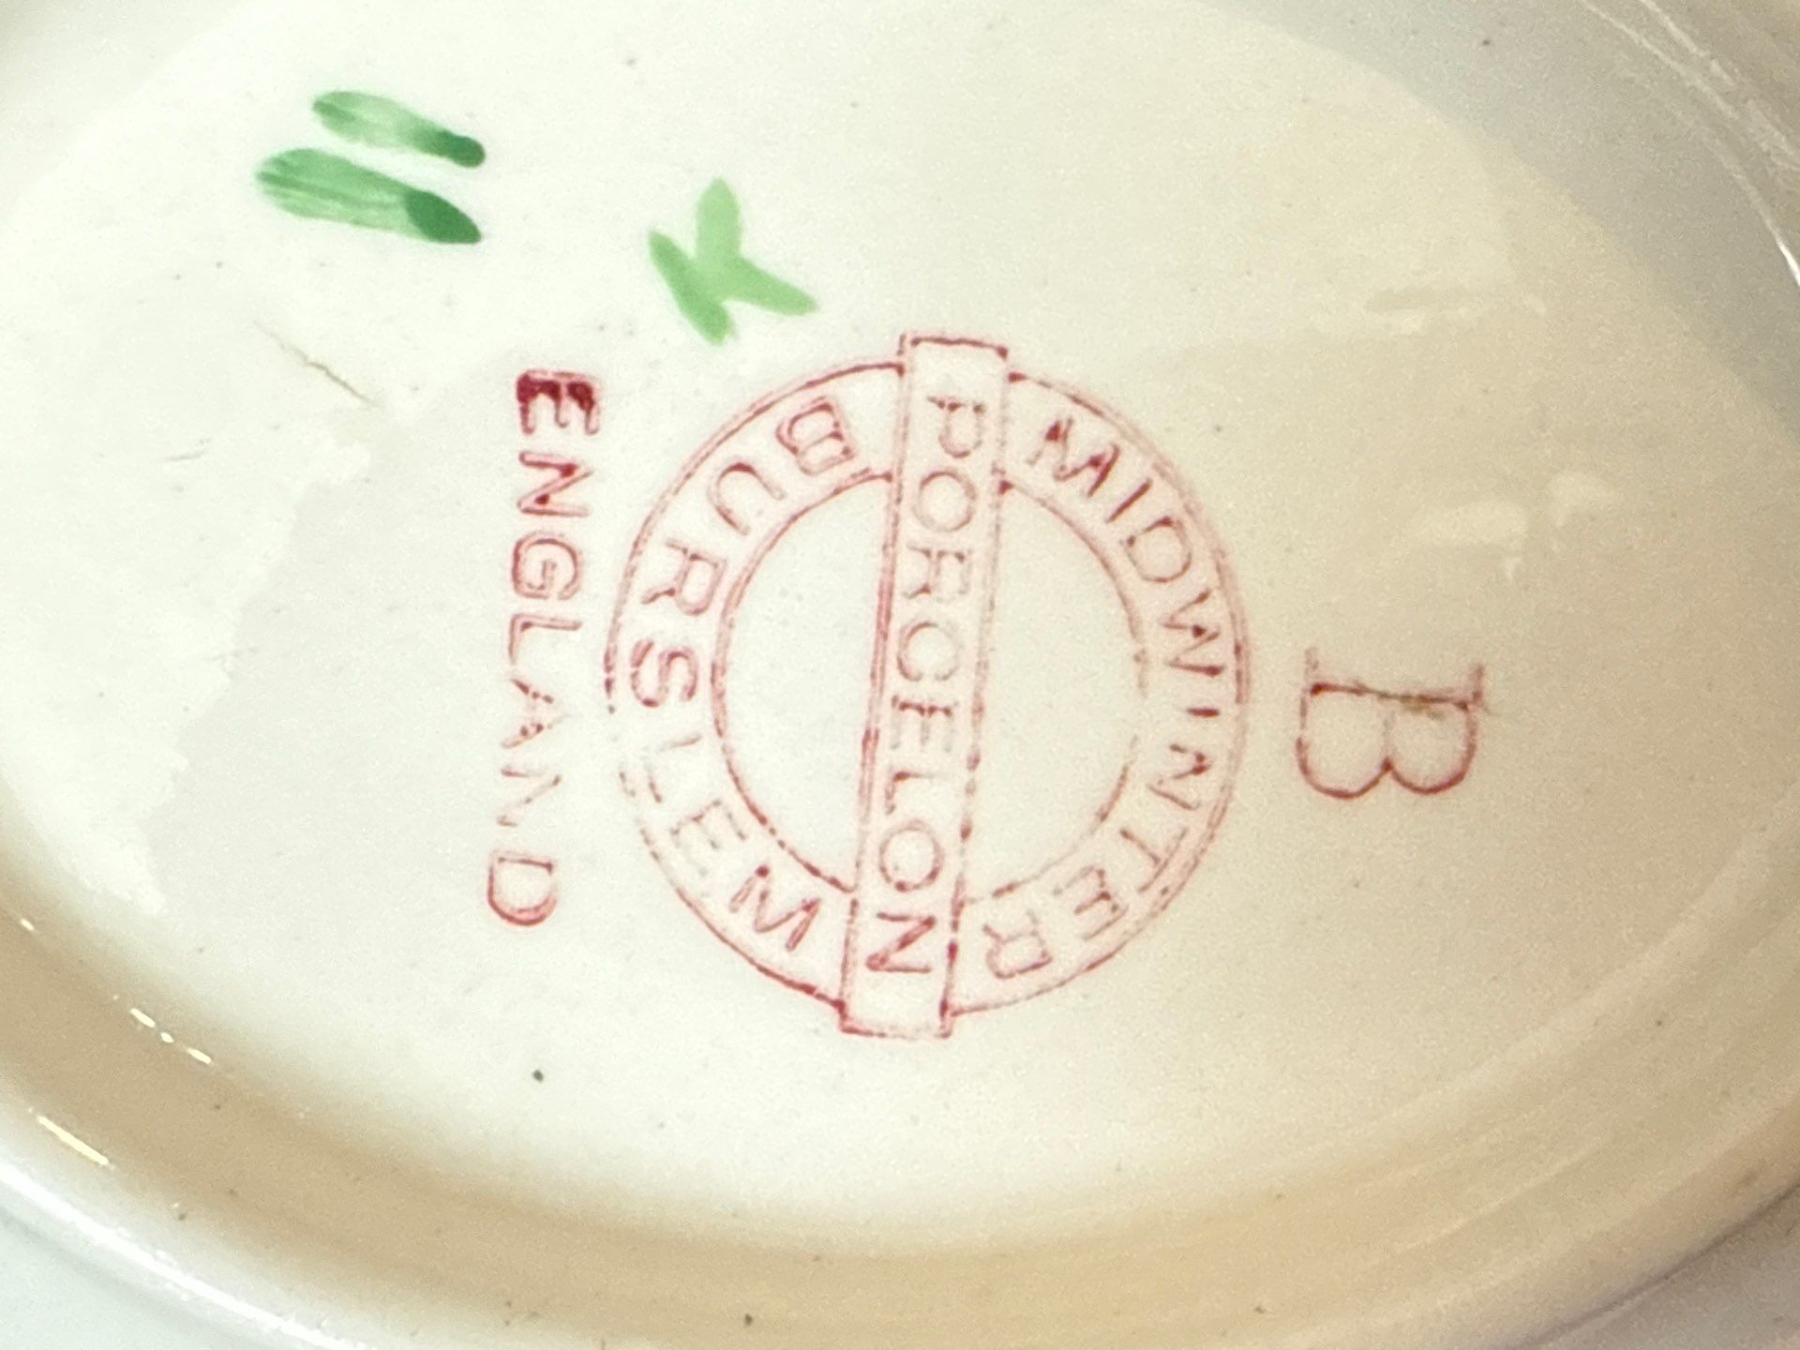 B
MIDWINTER
PORCELON
BURSLEM
ENGLAND
K